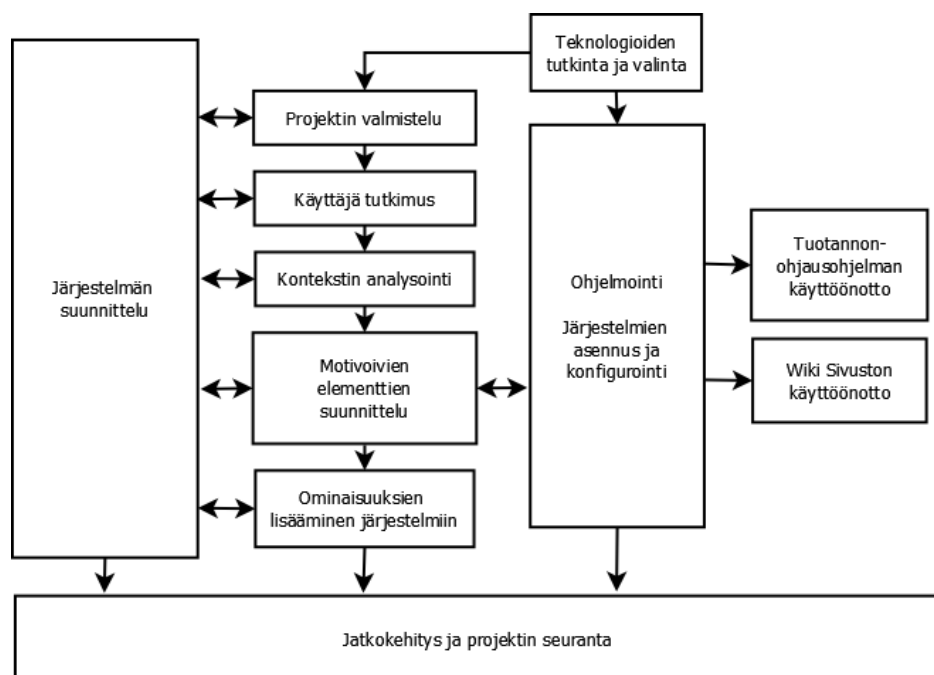 Teknologioiden
tutkinta ja valinta
Projektin valmistelu
Käyttäjä tutkimus
Kontekstin analysointi
Järjestelmän
suunnittelu
Motivoivien
elementtien
suunnittelu
Ominaisuuksien
lisääminen järjestelmiin
Ohjelmointi
Järjestelmien
asennus ja
konfigurointi
Tuotannon-
ohjausohjelman
käyttöönotto
Wiki Sivuston
käyttöönotto
Jatkokehitys ja projektin seuranta